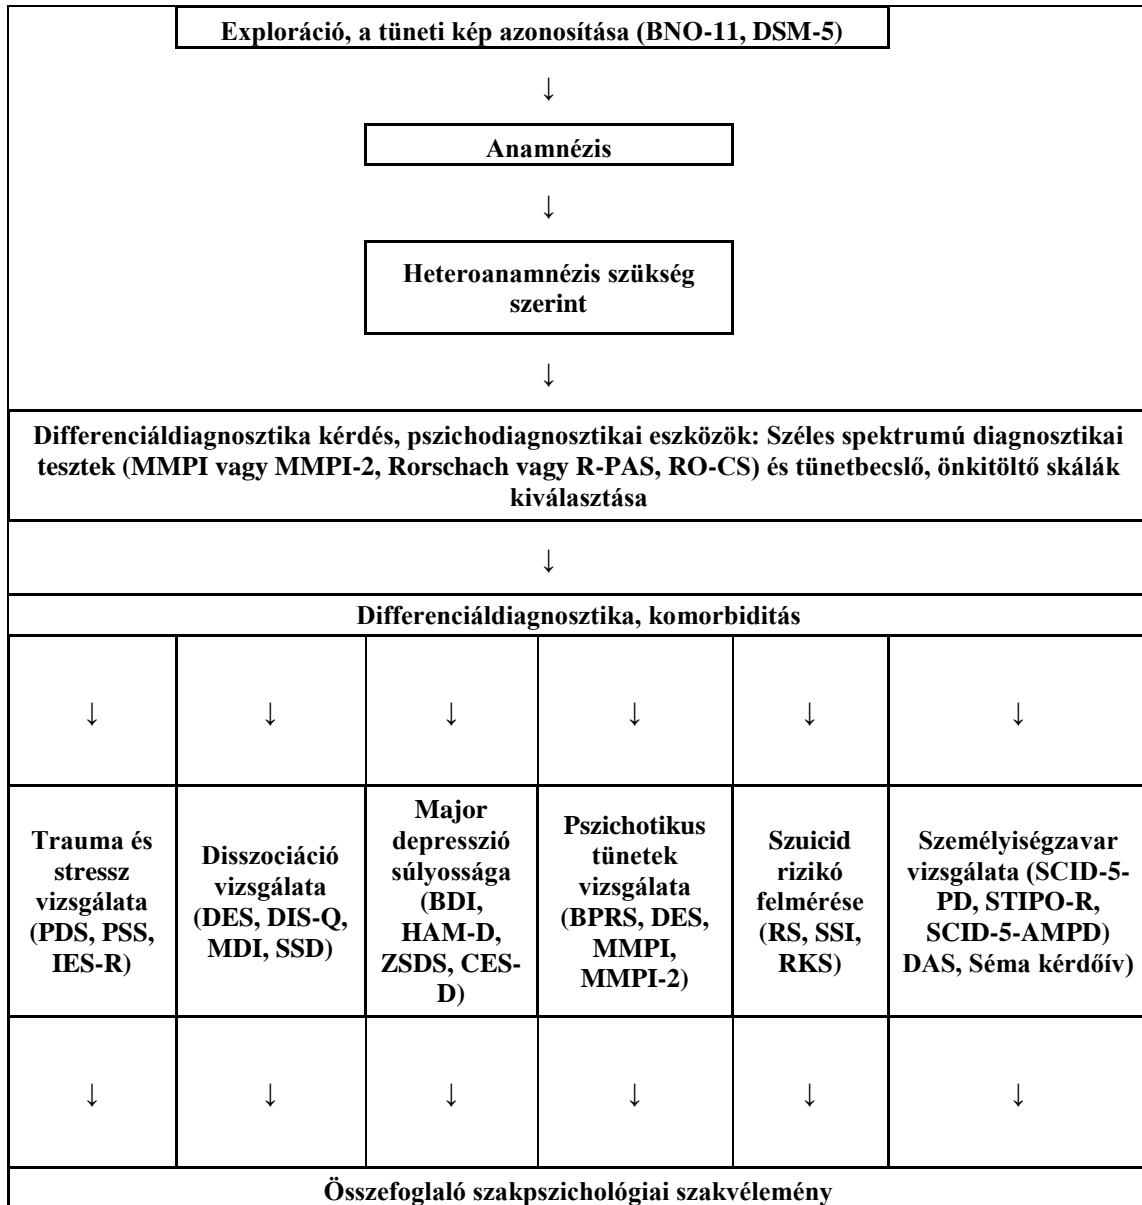 Exploráció, a tüneti kép azonosítása (BNO-11, DSM-5)
↓
Anamnézis
↓
Heteroanamnézis szükség
szerint
↓
Differenciáldiagnosztika kérdés, pszichodiagnosztikai eszközök: Széles spektrumú diagnosztikai
tesztek (MMPI vagy MMPI-2, Rorschach vagy R-PAS, RO-CS) és tünetbecslő, önkitöltő skálák
kiválasztása
↓
Differenciáldiagnosztika, komorbiditás
↓ ↓ ↓ ↓ ↓ ↓
Trauma és
stressz
vizsgálata
(PDS, PSS,
IES-R)
Disszociáció
vizsgálata
(DES, DIS-Q,
MDI, SSD)
Major
depresszió
súlyossága
(BDI,
HAM-D,
ZSDS, CES-
D)
Pszichotikus
tünetek
vizsgálata
(BPRS, DES,
MMPI,
MMPI-2)
Szuicid
rizikó
felmérése
(RS, SSI,
RKS)
Személyiségzavar
vizsgálata (SCID-5-
PD, STIPO-R,
SCID-5-AMPD)
DAS, Séma kérdőív)
↓ ↓ ↓ ↓ ↓ ↓
Összefoglaló szakpszichológiai szakvélemény